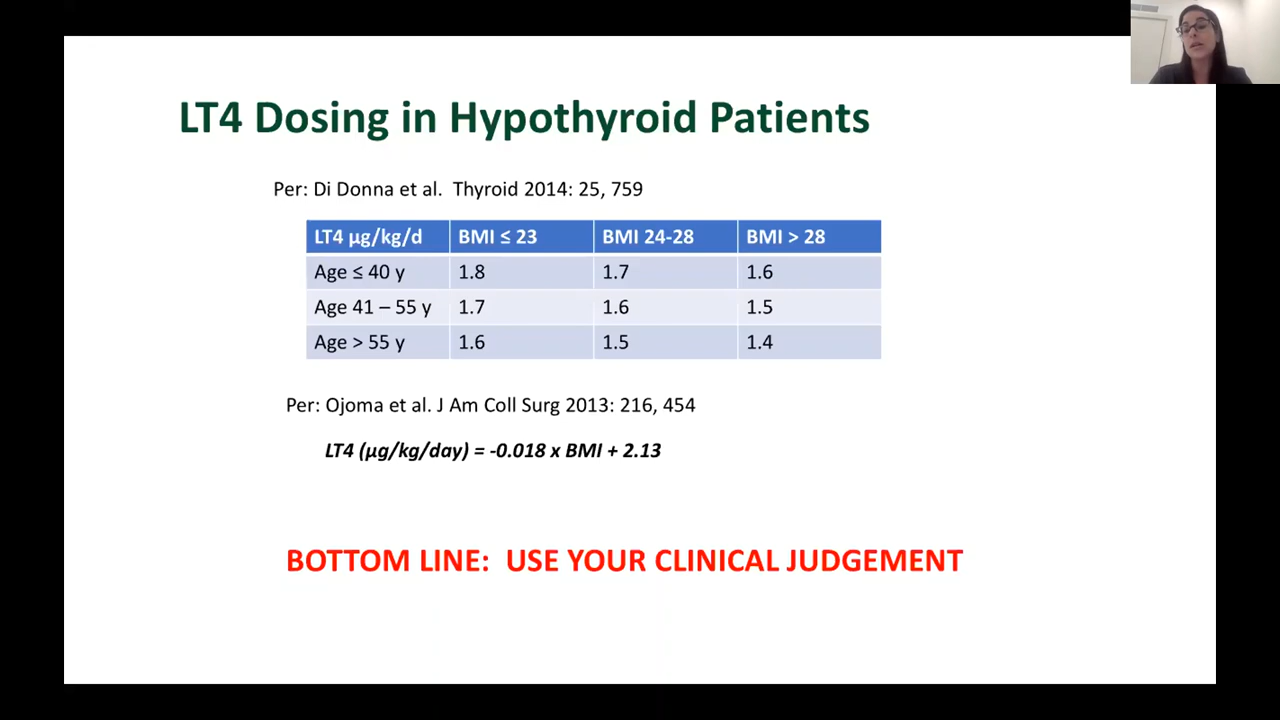 LT4 Dosing in Hypothyroid Patients
Per: Di Donna et al. Thyroid 2014: 25, 759
LT4 µg/kg/d BMI ≤ 23 BMI 24-28 BMI > 28
Age ≤ 40 y 1.8 1.7 1.6
Age 41 – 55 y 1.7 1.6 1.5
Age > 55 y 1.6 1.5 1.4
Per: Ojoma et al. J Am Coll Surg 2013: 216, 454
LT4 (µg/kg/day) = -0.018 x BMI + 2.13
BOTTOM LINE: USE YOUR CLINICAL JUDGEMENT